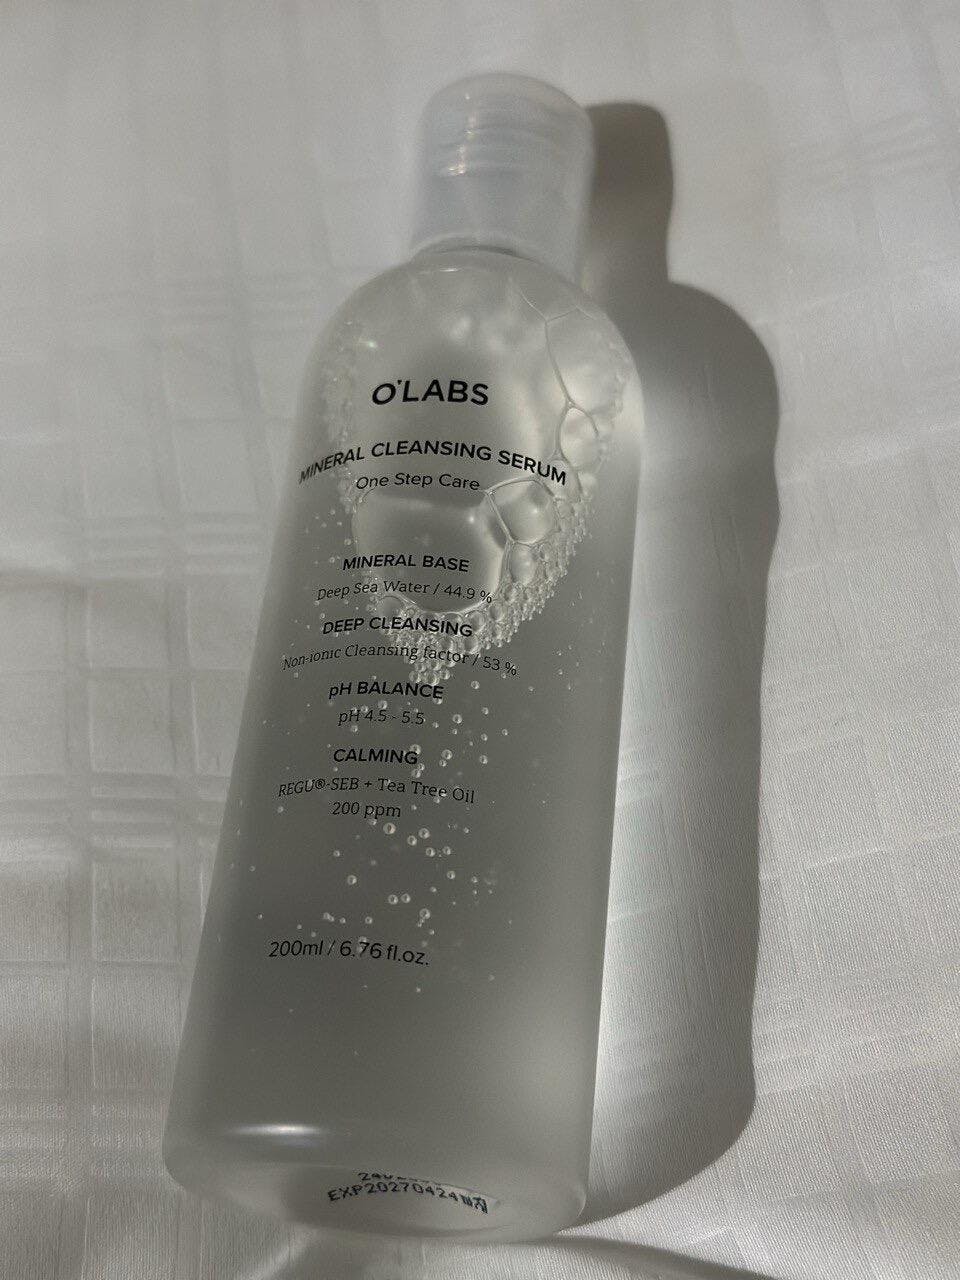 O'LABS
MINERAL CLEANSING SERUM
One Step Care
MINERAL BASE
Deep Sea Water / 44.9 %
DEEP CLEANSING
Non-ionic Cleansing factor / 53 %
pH BALANCE
pH 4.5 - 5.5
CALMING
REGU®-SEB + Tea Tree Oil
200 ppm
200ml / 6.76 fl.oz.
EXP20270424